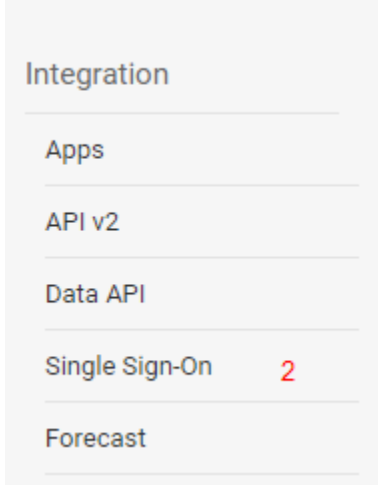 Integration
Apps
API v2
Data API
Single Sign-On 2
Forecast